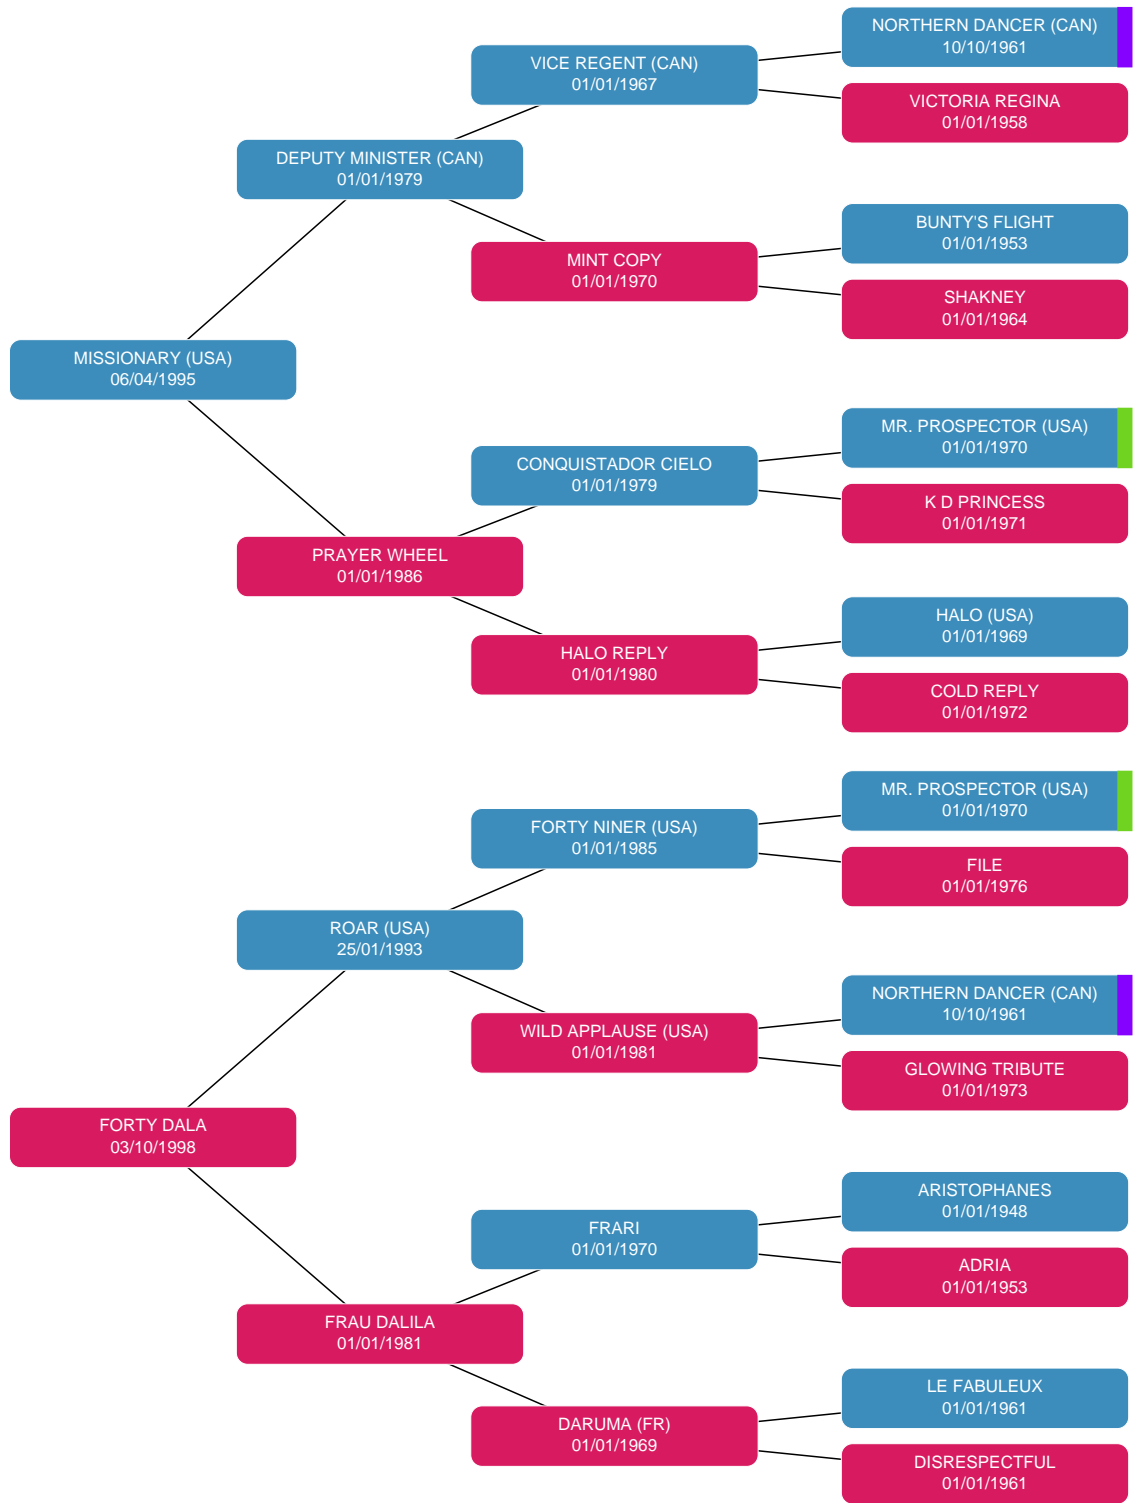 NORTHERN DANCER (CAN)
10/10/1961
VICE REGENT (CAN)
01/01/1967
VICTORIA REGINA
01/01/1958
DEPUTY MINISTER (CAN)
01/01/1979
BUNTY'S FLIGHT
01/01/1953
MINT COPY
01/01/1970
SHAKNEY
01/01/1964
MISSIONARY (USA)
06/04/1995
MR. PROSPECTOR (USA)
01/01/1970
CONQUISTADOR CIELO
01/01/1979
K D PRINCESS
01/01/1971
PRAYER WHEEL
01/01/1986
HALO (USA)
01/01/1969
HALO REPLY
01/01/1980
COLD REPLY
01/01/1972
MR. PROSPECTOR (USA)
01/01/1970
FORTY NINER (USA)
01/01/1985
FILE
01/01/1976
ROAR (USA)
25/01/1993
NORTHERN DANCER (CAN)
10/10/1961
WILD APPLAUSE (USA)
01/01/1981
GLOWING TRIBUTE
01/01/1973
FORTY DALA
03/10/1998
ARISTOPHANES
01/01/1948
FRARI
01/01/1970
ADRIA
01/01/1953
FRAU DALILA
01/01/1981
LE FABULEUX
01/01/1961
DARUMA (FR)
01/01/1969
DISRESPECTFUL
01/01/1961